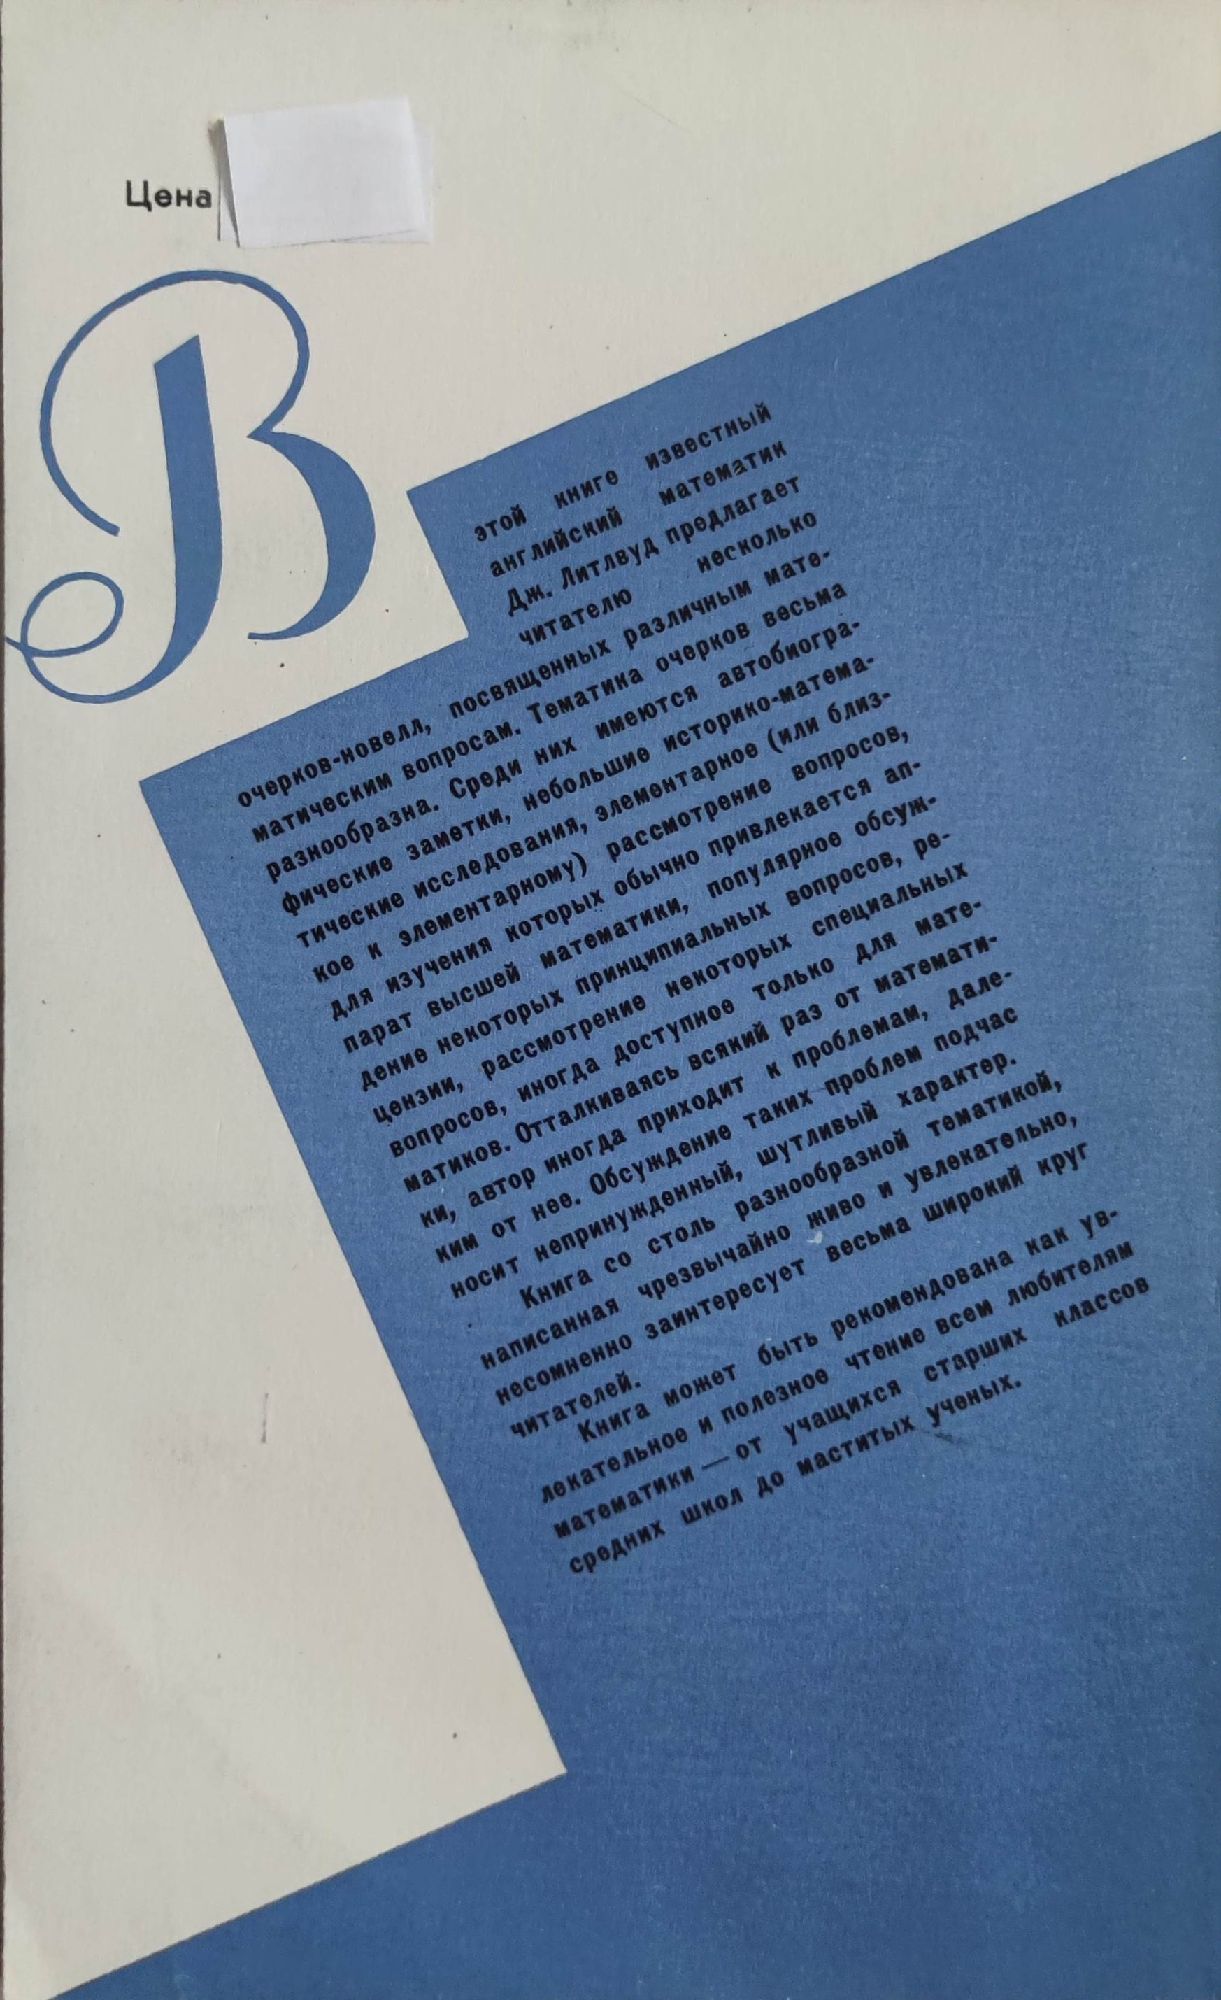 Цена
В
этой книге известный
английский математик
Дж. Литлвуд предлагает
читателю несколько
очерков-новелл, посвященных различным мате-
матическим вопросам. Тематика очерков весьма
разнообразна. Среди них имеются автобиогра-
фические заметки, небольшие историко-матема-
тические исследования, элементарное (или близ-
кое к элементарному) рассмотрение вопросов,
для изучения которых обычно привлекается ап-
парат высшей математики, популярное обсуж-
дение некоторых принципиальных вопросов, ре-
цензии, рассмотрение некоторых специальных
вопросов, иногда доступное только для мате-
матиков. Отталкиваясь всякий раз от математи-
ки, автор иногда приходит к проблемам, дале-
ким от нее. Обсуждение таких проблем подчас
носит непринужденный, шутливый характер.
Книга со столь разнообразной тематикой,
написанная чрезвычайно живо и увлекательно,
несомненно заинтересует весьма широкий круг
читателей.
Книга может быть рекомендована как ув-
лекательное и полезное чтение всем любителям
математики — от учащихся старших классов
средних школ до маститых ученых.